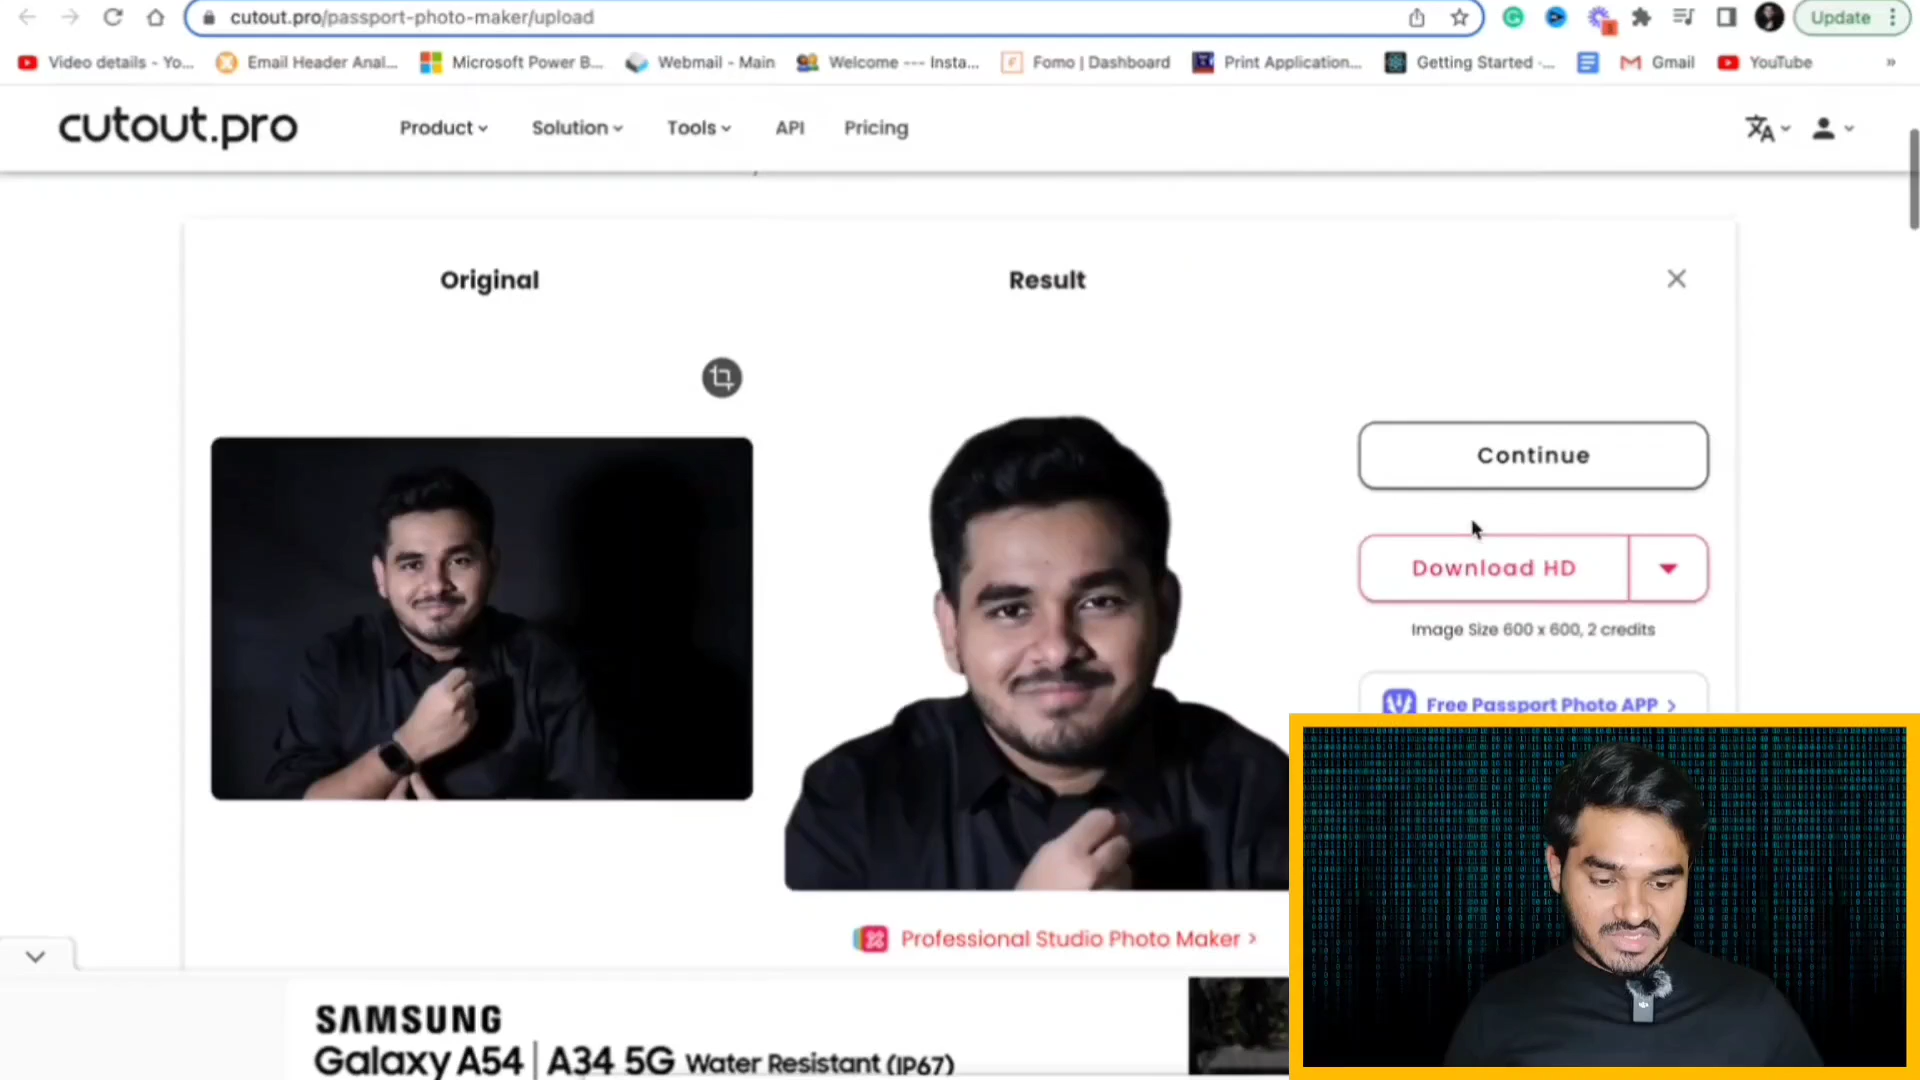 cutout.pro/passport-photo-maker/upload
Update
Video details - Yo...
Email Header Anal...
Microsoft Power B...
Webmail - Main
Welcome --- Insta...
Fomo | Dashboard
Print Application...
Getting Started -...
Gmail
YouTube
»
cutout.pro
Product
Solution
Tools
API
Pricing
Original
Result
Continue
Download HD
Image Size 600 x 600, 2 credits
Free Passport Photo APP >
Professional Studio Photo Maker >
SAMSUNG
Galaxy A54 | A34 5G Water Resistant (IP67)